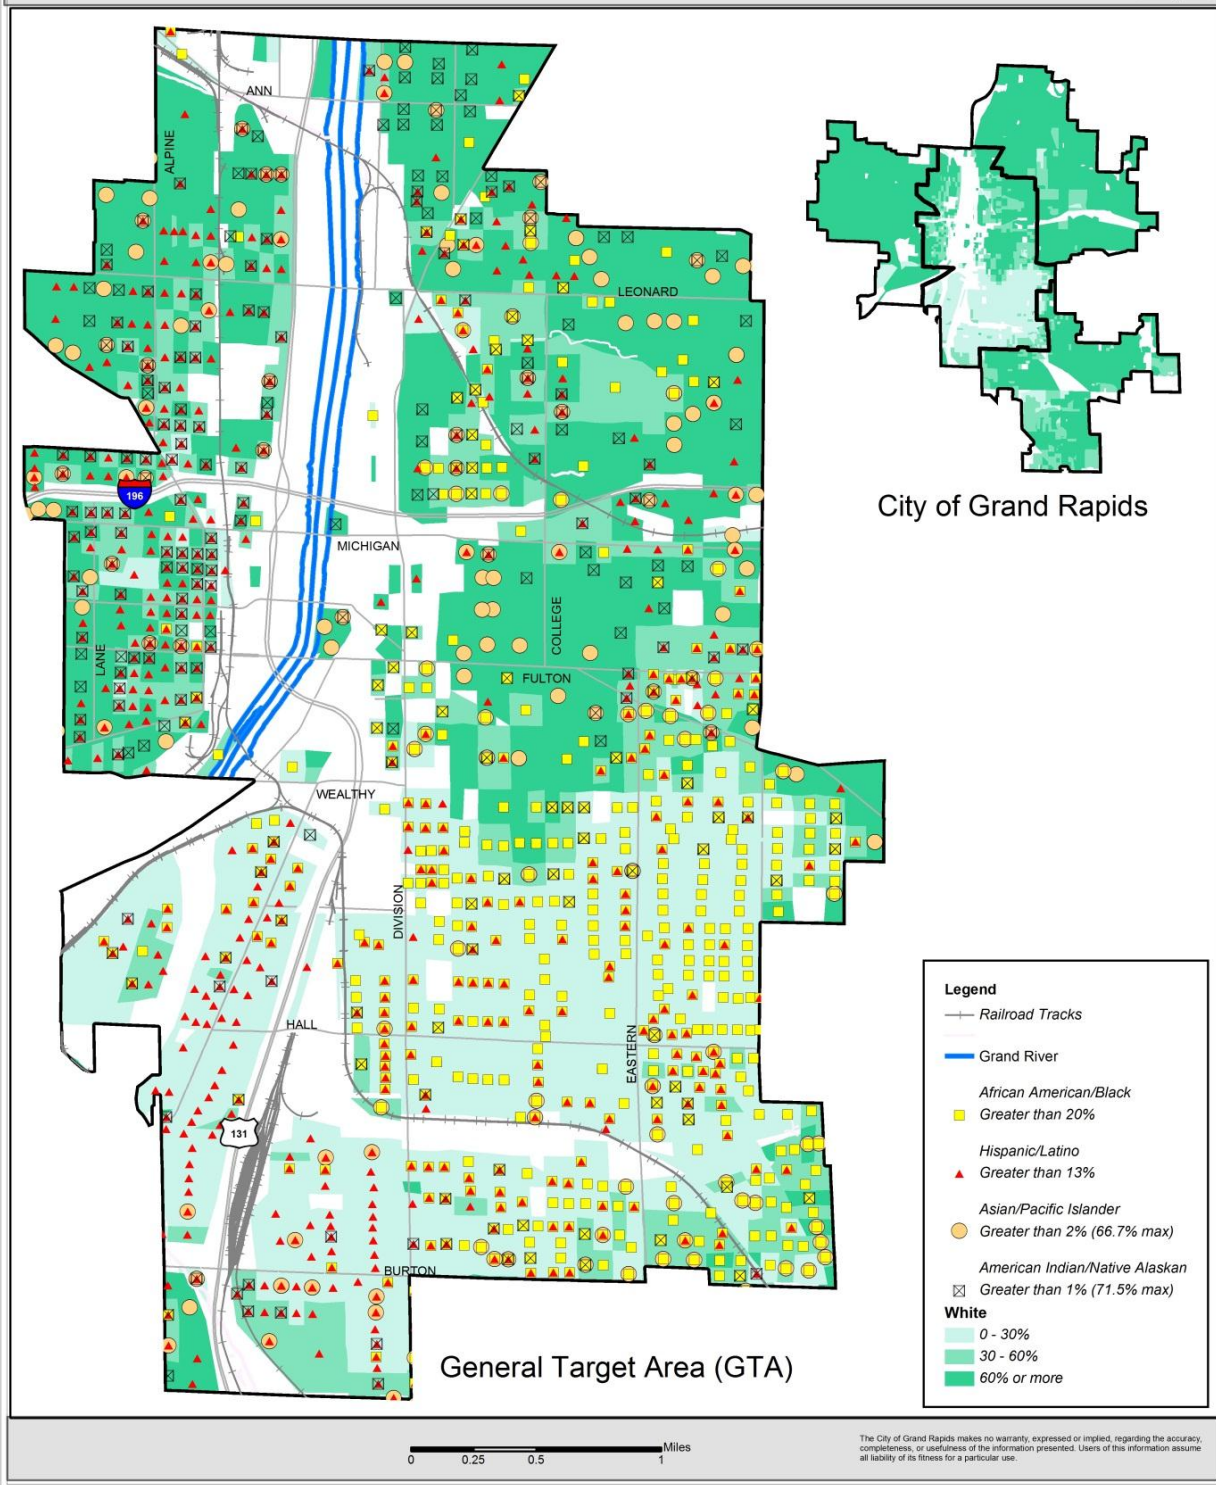 ANN
ALPINE
LEONARD
196
MICHIGAN
COLLEGE
LANE
FULTON
WEALTHY
DIVISION
HALL
EASTERN
131
BURTON
City of Grand Rapids
General Target Area (GTA)
Legend
Railroad Tracks
Grand River
African American/Black
Greater than 20%
Hispanic/Latino
Greater than 13%
Asian/Pacific Islander
Greater than 2% (66.7% max)
American Indian/Native Alaskan
Greater than 1% (71.5% max)
White
0 - 30%
30 - 60%
60% or more
Miles
0 0.25 0.5 1
The City of Grand Rapids makes no warranty, expressed or implied, regarding the accuracy,
completeness, or usefulness of the information presented. Users of this information assume
all liability of its fitness for a particular use.